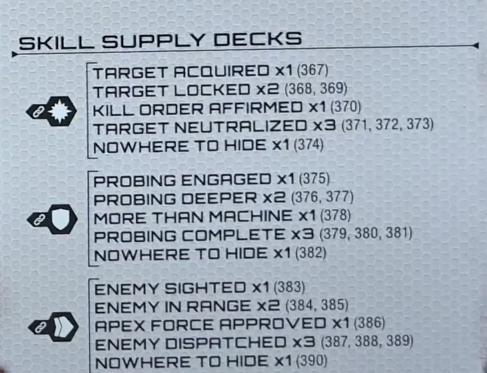 SKILL SUPPLY DECKS
TARGET ACQUIRED x1 (367)
TARGET LOCKED x2 (368, 369)
KILL ORDER AFFIRMED x1 (370)
TARGET NEUTRALIZED x3 (371, 372, 373)
NOWHERE TO HIDE x1 (374)
PROBING ENGAGED x1 (375)
PROBING DEEPER x2 (376, 377)
MORE THAN MACHINE x1 (378)
PROBING COMPLETE x3 (379, 380, 381)
NOWHERE TO HIDE x1 (382)
ENEMY SIGHTED x1 (383)
ENEMY IN RANGE x2 (384, 385)
APEX FORCE APPROVED x1 (386)
ENEMY DISPATCHED x3 (387, 388, 389)
NOWHERE TO HIDE x1 (390)